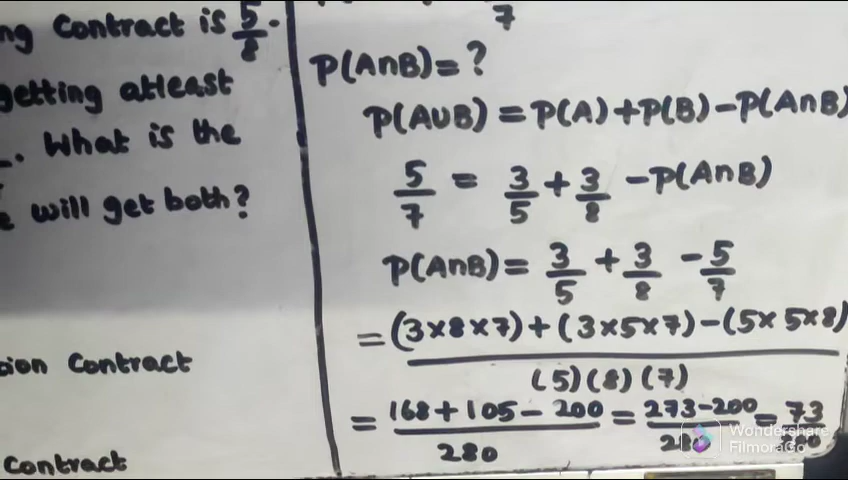 ng Contract is 5/8.
getting atleast
. What is the
will get both?
ion Contract
Contract
7
P(A∩B)=?
P(A∪B) = P(A)+P(B)-P(A∩B)
5/7 = 3/5 + 3/8 - P(A∩B)
P(A∩B) = 3/5 + 3/8 - 5/7
= (3×8×7)+(3×5×7)-(5×5×8)
(5)(8)(7)
= 168+105-200/280 = 273-200/280 = 73/280
Wondershare
FilmoraGo